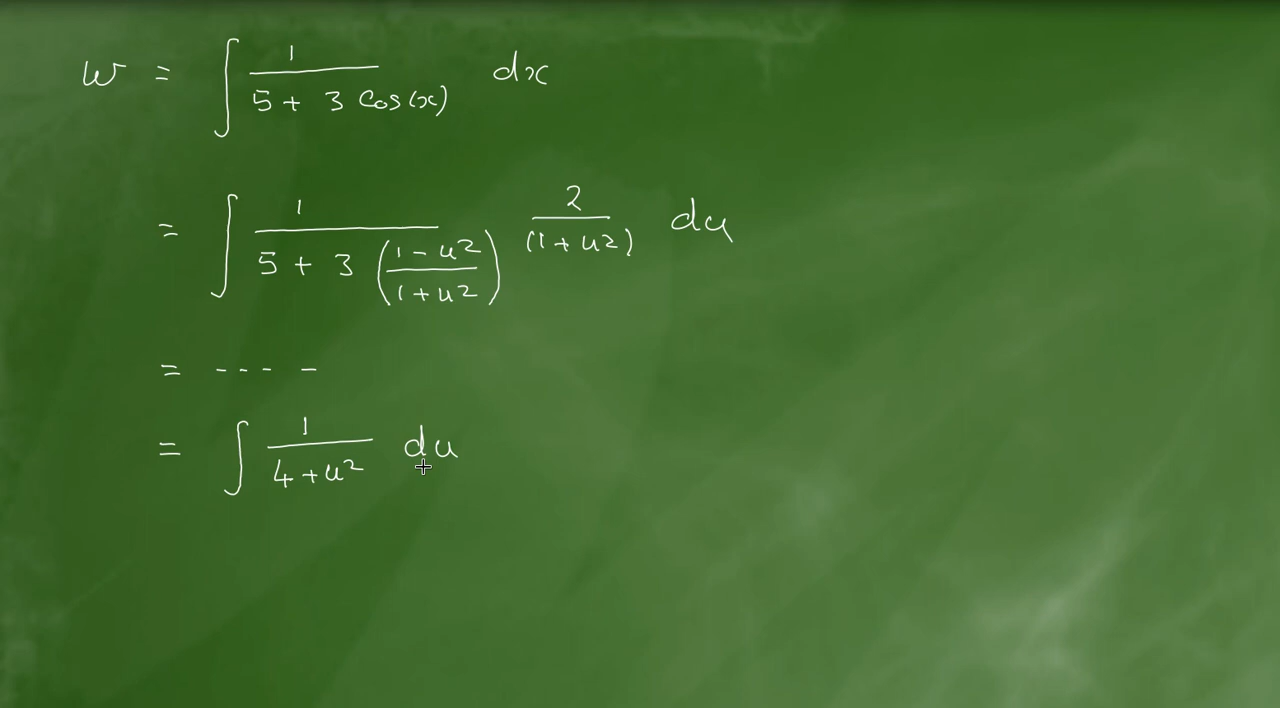 w = ∫ 1/(5 + 3 Cos(x)) dx
= ∫ 1/(5 + 3 ((1 - u²)/(1 + u²))) 2/(1 + u²) du
= - - - -
= ∫ 1/(4 + u²) du